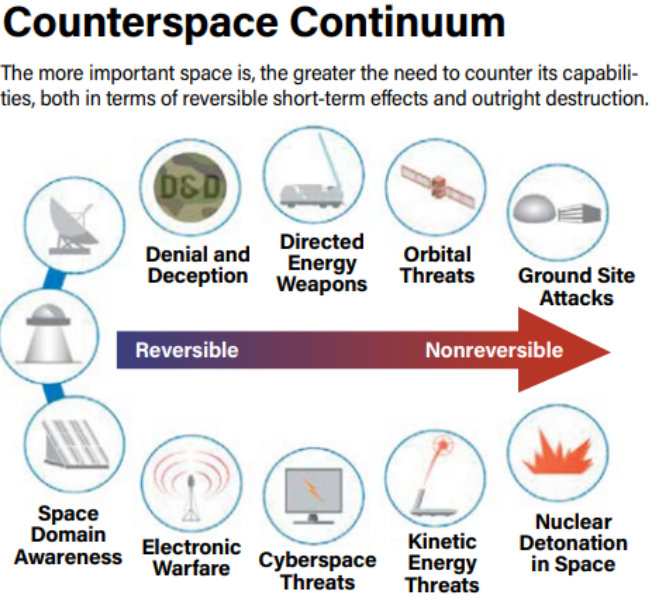 Counterspace Continuum
The more important space is, the greater the need to counter its capabili-
ties, both in terms of reversible short-term effects and outright destruction.
D&D
Denial and
Deception
Directed
Energy
Weapons
Orbital
Threats
Ground Site
Attacks
Reversible
Nonreversible
Space
Domain
Awareness
Electronic
Warfare
Cyberspace
Threats
Kinetic
Energy
Threats
Nuclear
Detonation
in Space